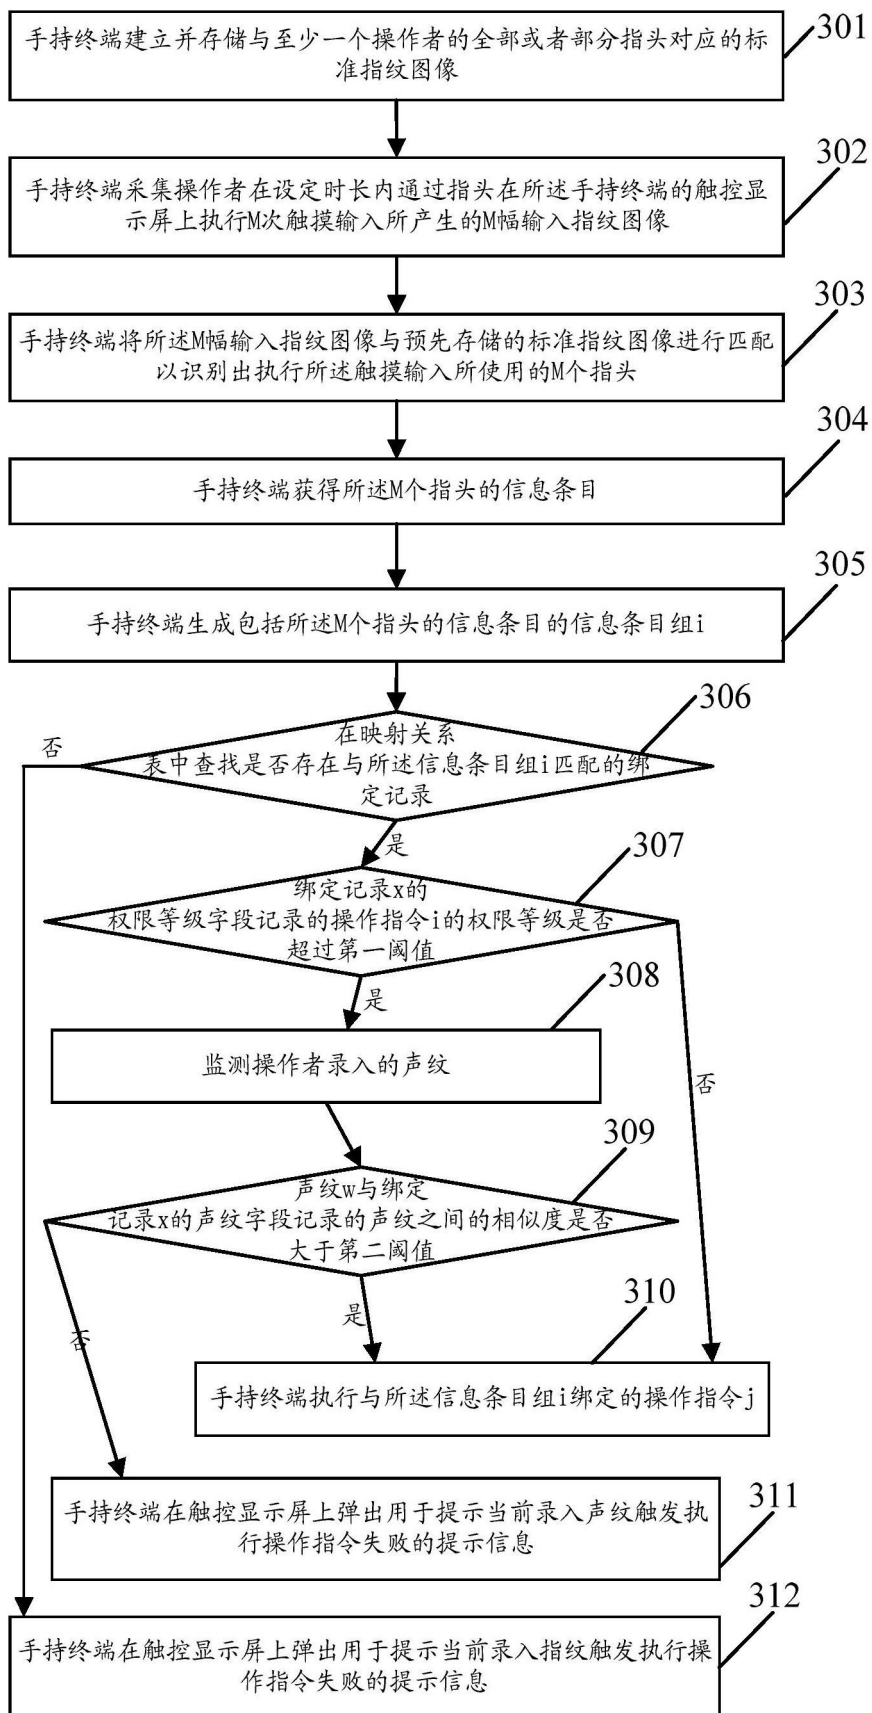 手持终端建立并存储与至少一个操作者的全部或者部分指头对应的标
准指纹图像
301
302
手持终端采集操作者在设定时长内通过指头在所述手持终端的触控显
示屏上执行M次触摸输入所产生的M幅输入指纹图像
303
手持终端将所述M幅输入指纹图像与预先存储的标准指纹图像进行匹配
以识别出执行所述触摸输入所使用的M个指头
304
手持终端获得所述M个指头的信息条目
305
手持终端生成包括所述M个指头的信息条目的信息条目组i
306
否
在映射关系
表中查找是否存在与所述信息条目组i匹配的绑
定记录
是
307
绑定记录x的
权限等级字段记录的操作指令i的权限等级是否
超过第一阈值
是
308
监测操作者录入的声纹
否
309
声纹w与绑定
记录x的声纹字段记录的声纹之间的相似度是否
大于第二阈值
310
是
否
手持终端执行与所述信息条目组i绑定的操作指令j
手持终端在触控显示屏上弹出用于提示当前录入声纹触发执
行操作指令失败的提示信息
311
312
手持终端在触控显示屏上弹出用于提示当前录入指纹触发执行操
作指令失败的提示信息